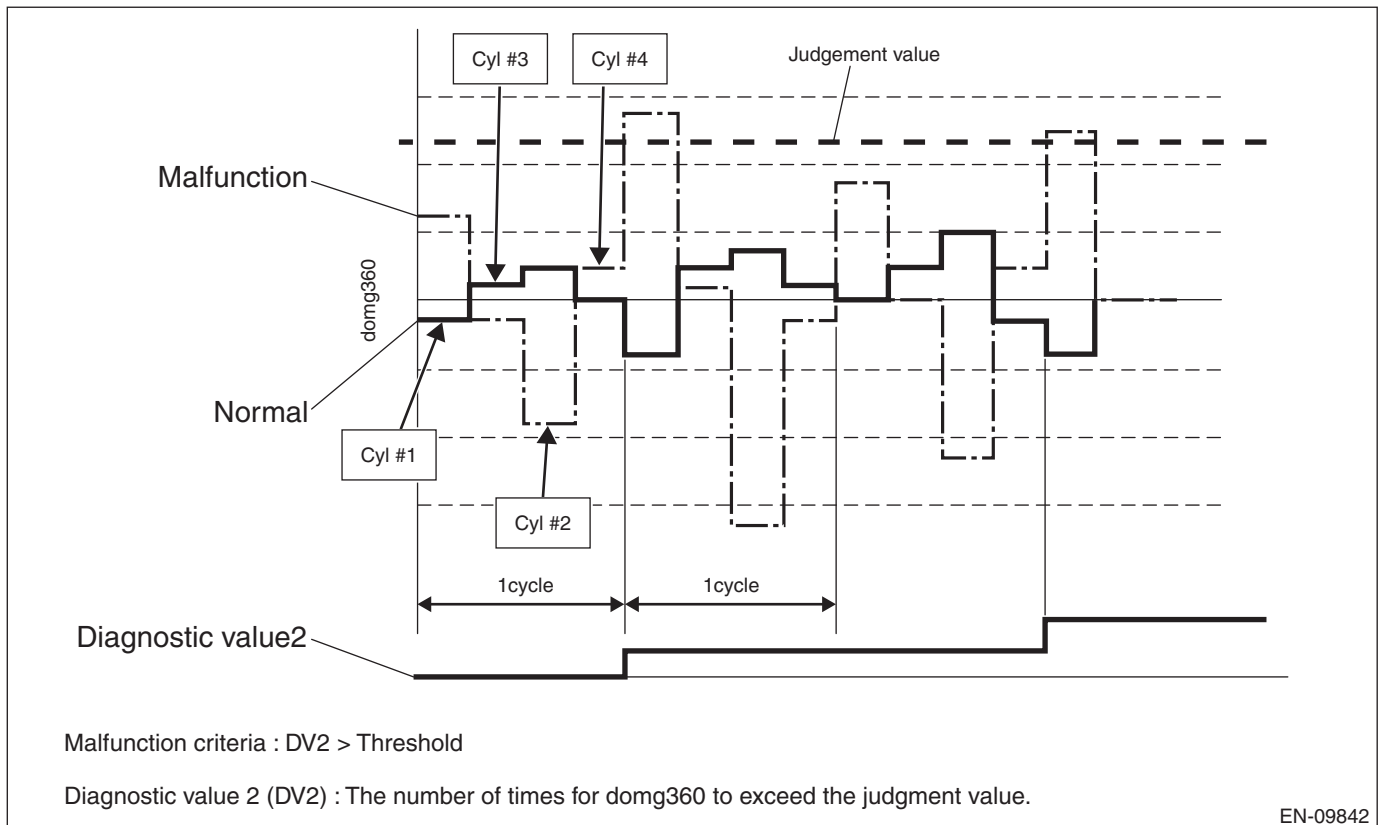 Cyl #3
Cyl #4
Judgement value
Malfunction
domg360
Normal
Cyl #1
Cyl #2
1cycle
1cycle
Diagnostic value2
Malfunction criteria : DV2 > Threshold
Diagnostic value 2 (DV2) : The number of times for domg360 to exceed the judgment value.
EN-09842